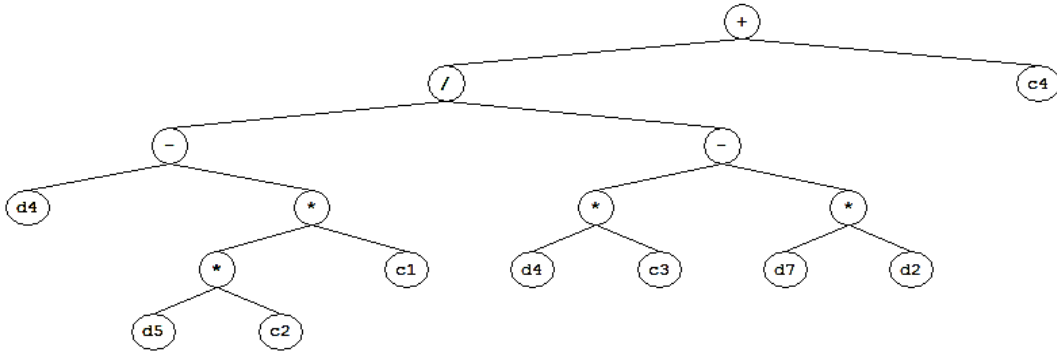 +
/ c4
- -
d4 * * *
* c1 d4 c3 d7 d2
d5 c2